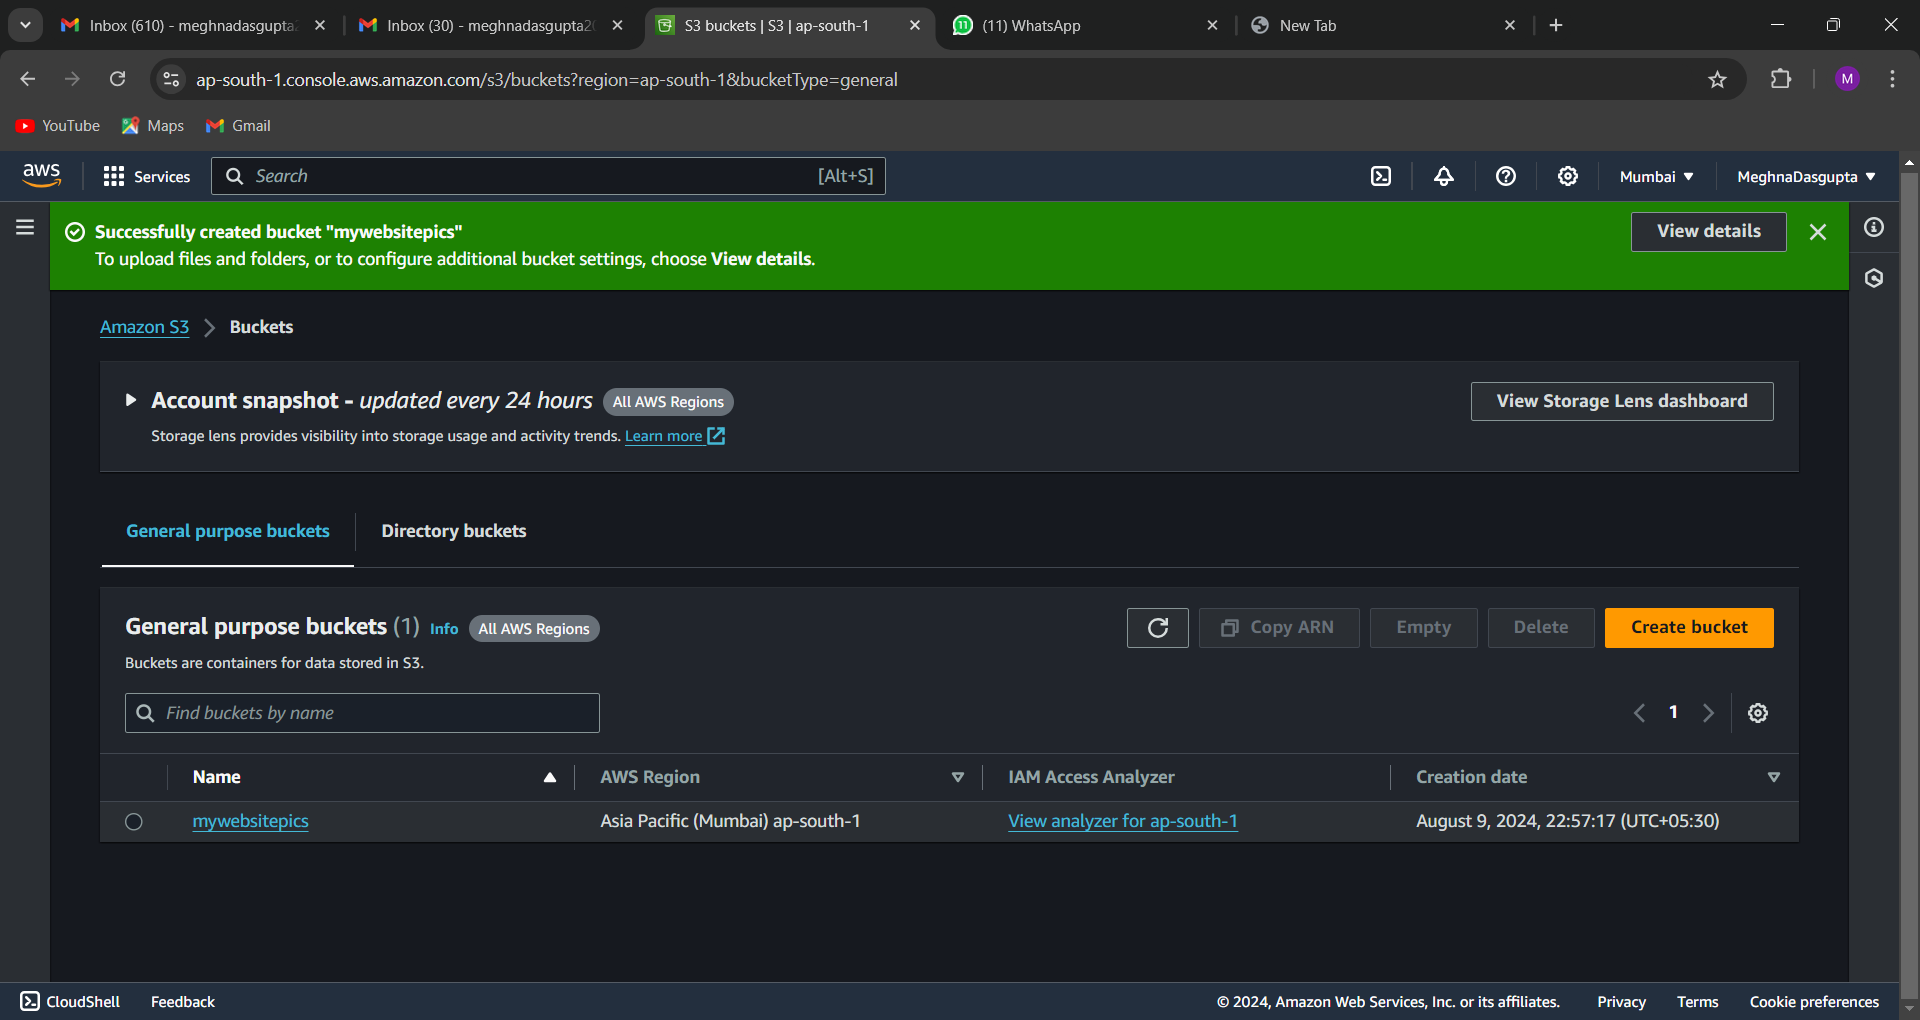 Inbox (610) - meghnadasgupta2
Inbox (30) - meghnadasgupta20
S3 buckets | S3 | ap-south-1
11
(11) WhatsApp
New Tab
ap-south-1.console.aws.amazon.com/s3/buckets?region=ap-south-1&bucketType=general
M
YouTube
Maps
Gmail
aws
Services
Search
[Alt+S]
Mumbai
MeghnaDasgupta
Successfully created bucket "mywebsitepics"
To upload files and folders, or to configure additional bucket settings, choose View details.
View details
Amazon S3
Buckets
Account snapshot - updated every 24 hours
All AWS Regions
Storage lens provides visibility into storage usage and activity trends. Learn more
View Storage Lens dashboard
General purpose buckets
Directory buckets
General purpose buckets (1)
Info
All AWS Regions
Buckets are containers for data stored in S3.
Copy ARN
Empty
Delete
Create bucket
Find buckets by name
1
Name
AWS Region
IAM Access Analyzer
Creation date
mywebsitepics
Asia Pacific (Mumbai) ap-south-1
View analyzer for ap-south-1
August 9, 2024, 22:57:17 (UTC+05:30)
CloudShell
Feedback
© 2024, Amazon Web Services, Inc. or its affiliates.
Privacy
Terms
Cookie preferences